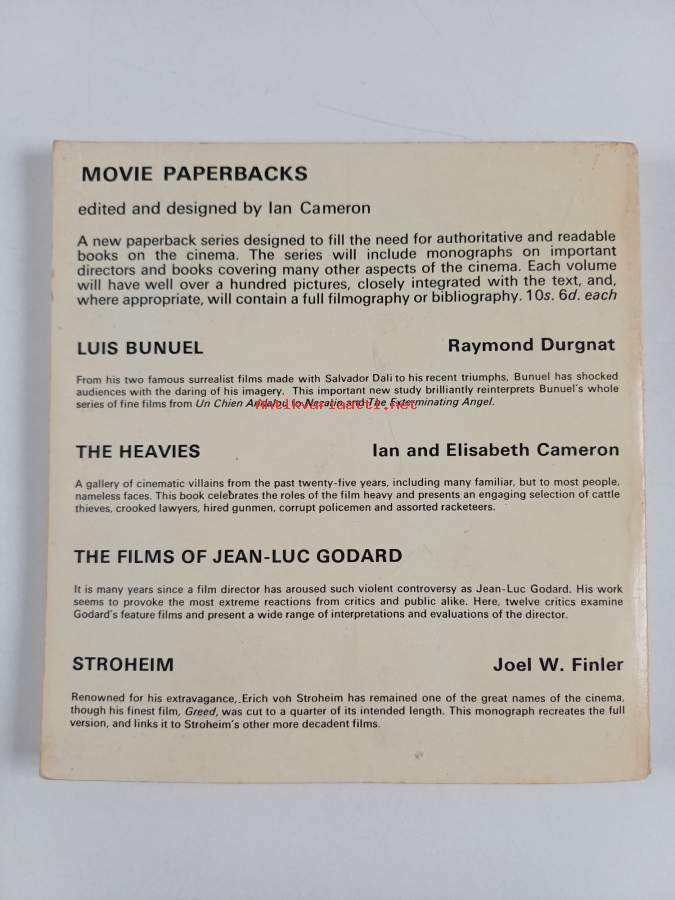 MOVIE PAPERBACKS
edited and designed by Ian Cameron
A new paperback series designed to fill the need for authoritative and readable
books on the cinema. The series will include monographs on important
directors and books covering many other aspects of the cinema. Each volume
will have well over a hundred pictures, closely integrated with the text, and,
where appropriate, will contain a full filmography or bibliography. 10s. 6d. each
LUIS BUNUEL Raymond Durgnat
From his two famous surrealist films made with Salvador Dali to his recent triumphs, Bunuel has shocked
audiences with the daring of his imagery. This important new study brilliantly reinterprets Bunuel's whole
series of fine films from Un Chien Andalou to Nazarin and The Exterminating Angel.
Antikvariaatti.net
THE HEAVIES Ian and Elisabeth Cameron
A gallery of cinematic villains from the past twenty-five years, including many familiar, but to most people,
nameless faces. This book celebrates the roles of the film heavy and presents an engaging selection of cattle
thieves, crooked lawyers, hired gunmen, corrupt policemen and assorted racketeers.
THE FILMS OF JEAN-LUC GODARD
It is many years since a film director has aroused such violent controversy as Jean-Luc Godard. His work
seems to provoke the most extreme reactions from critics and public alike. Here, twelve critics examine
Godard's feature films and present a wide range of interpretations and evaluations of the director.
STROHEIM Joel W. Finler
Renowned for his extravagance, Erich von Stroheim has remained one of the great names of the cinema,
though his finest film, Greed, was cut to a quarter of its intended length. This monograph recreates the full
version, and links it to Stroheim's other more decadent films.